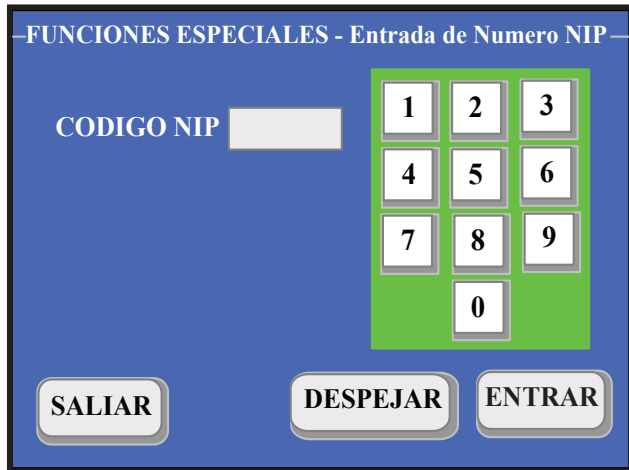 FUNCIONES ESPECIALES - Entrada de Numero NIP
CODIGO NIP
1 2 3
4 5 6
7 8 9
0
SALIAR DESPEJAR ENTRAR